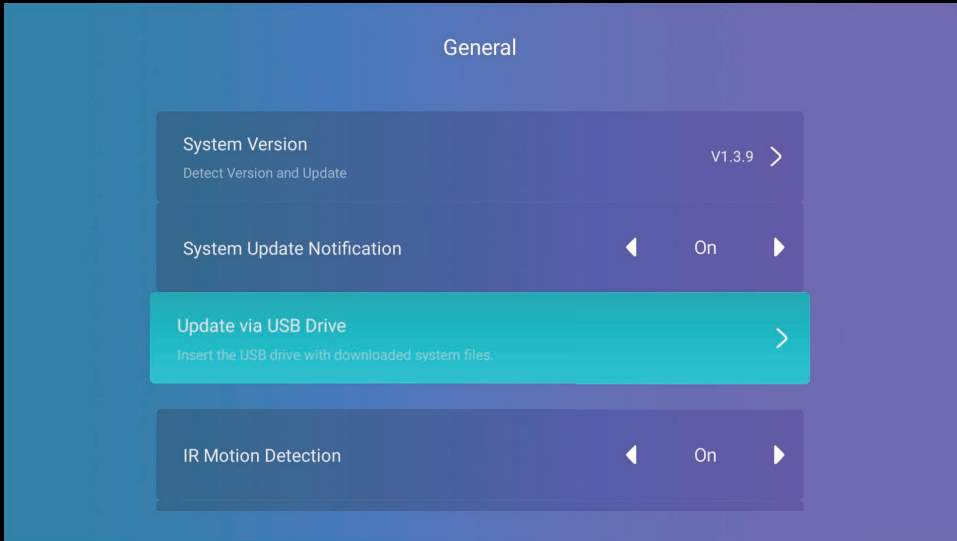 General
System Version
Detect Version and Update
V1.3.9
System Update Notification
On
Update via USB Drive
Insert the USB drive with downloaded system files.
IR Motion Detection
On